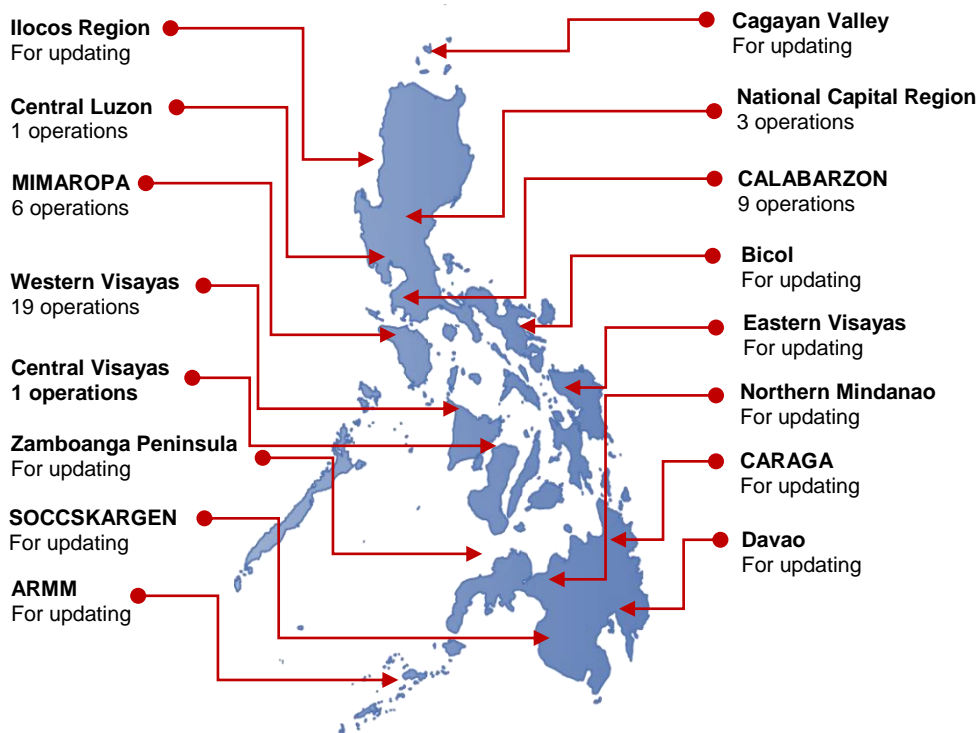 Ilocos Region
For updating
Central Luzon
1 operations
MIMAROPA
6 operations
Western Visayas
19 operations
Central Visayas
1 operations
Zamboanga Peninsula
For updating
SOCCSKARGEN
For updating
ARMM
For updating
Cagayan Valley
For updating
National Capital Region
3 operations
CALABARZON
9 operations
Bicol
For updating
Eastern Visayas
For updating
Northern Mindanao
For updating
CARAGA
For updating
Davao
For updating